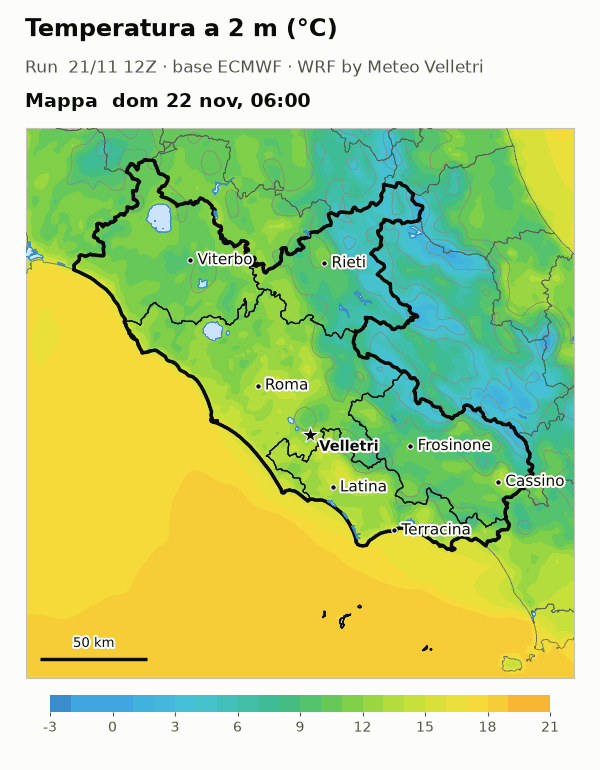 Temperatura a 2 m (°C)
Run  21/11 12Z · base ECMWF · WRF by Meteo Velletri
Mappa  dom 22 nov, 06:00
Viterbo
Rieti
Roma
Velletri
Frosinone
Cassino
Latina
Terracina
50 km
-3 0 3 6 9 12 15 18 21